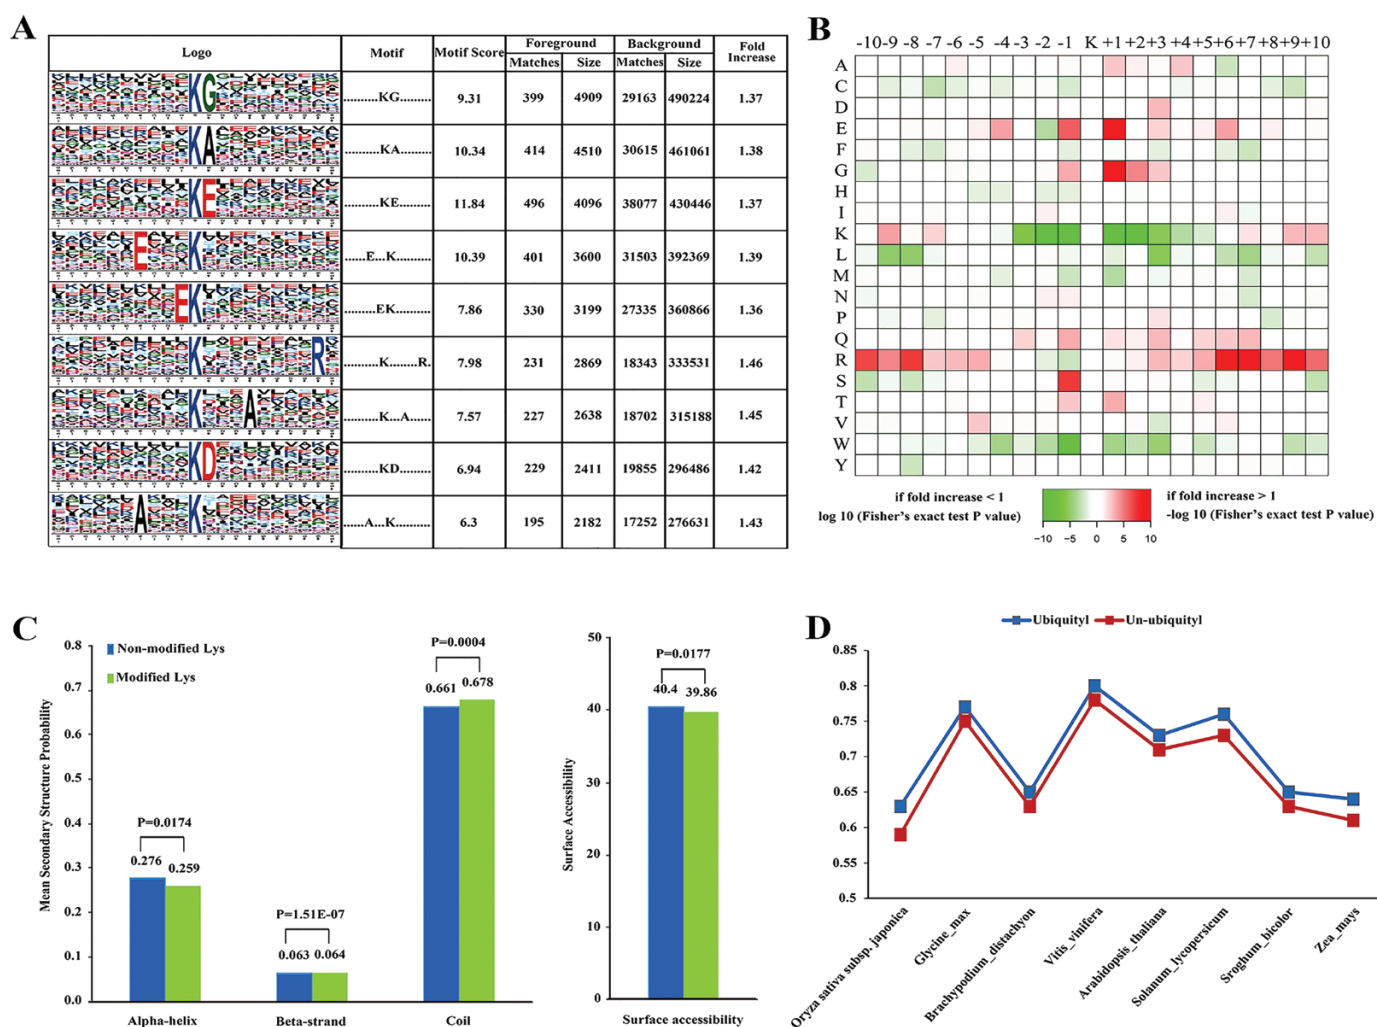 A
Logo Motif Motif Score Foreground Background Fold Increase
Matches Size Matches Size
.........KG......... 9.31 399 4909 29163 490224 1.37
.........KA......... 10.34 414 4510 30615 461061 1.38
.........KE......... 11.84 496 4096 38077 430446 1.37
.....E...K.......... 10.39 401 3600 31503 392369 1.39
........EK.......... 7.86 330 3199 27335 360866 1.36
.........K........R. 7.98 231 2869 18343 333531 1.46
.........K...A...... 7.57 227 2638 18702 315188 1.45
.........KD......... 6.94 229 2411 19855 296486 1.42
.....A...K.......... 6.3 195 2182 17252 276631 1.43
B
-10 -9 -8 -7 -6 -5 -4 -3 -2 -1 K +1 +2 +3 +4 +5 +6 +7 +8 +9 +10
A
C
D
E
F
G
H
I
K
L
M
N
P
Q
R
S
T
V
W
Y
if fold increase < 1
log 10 (Fisher's exact test P value)
if fold increase > 1
-log 10 (Fisher's exact test P value)
-10 -5 0 5 10
C
Non-modified Lys
Modified Lys
Mean Secondary Structure Probability
0.8
0.7
0.6
0.5
0.4
0.3
0.2
0.1
0.0
P=0.0174
0.276 0.259
P=1.51E-07
0.063 0.064
P=0.0004
0.661 0.678
Alpha-helix Beta-strand Coil
Surface Accessibility
50
40
30
20
10
0
P=0.0177
40.4 39.86
Surface accessibility
D
Ubiquityl Un-ubiquityl
0.85
0.8
0.75
0.7
0.65
0.6
0.55
0.5
Oryza sativa subsp. japonica
Glycine_max
Brachypodium_distachyon
Vitis_vinifera
Arabidopsis_thaliana
Solanum_lycopersicum
Sroghum_bicolor
Zea_mays